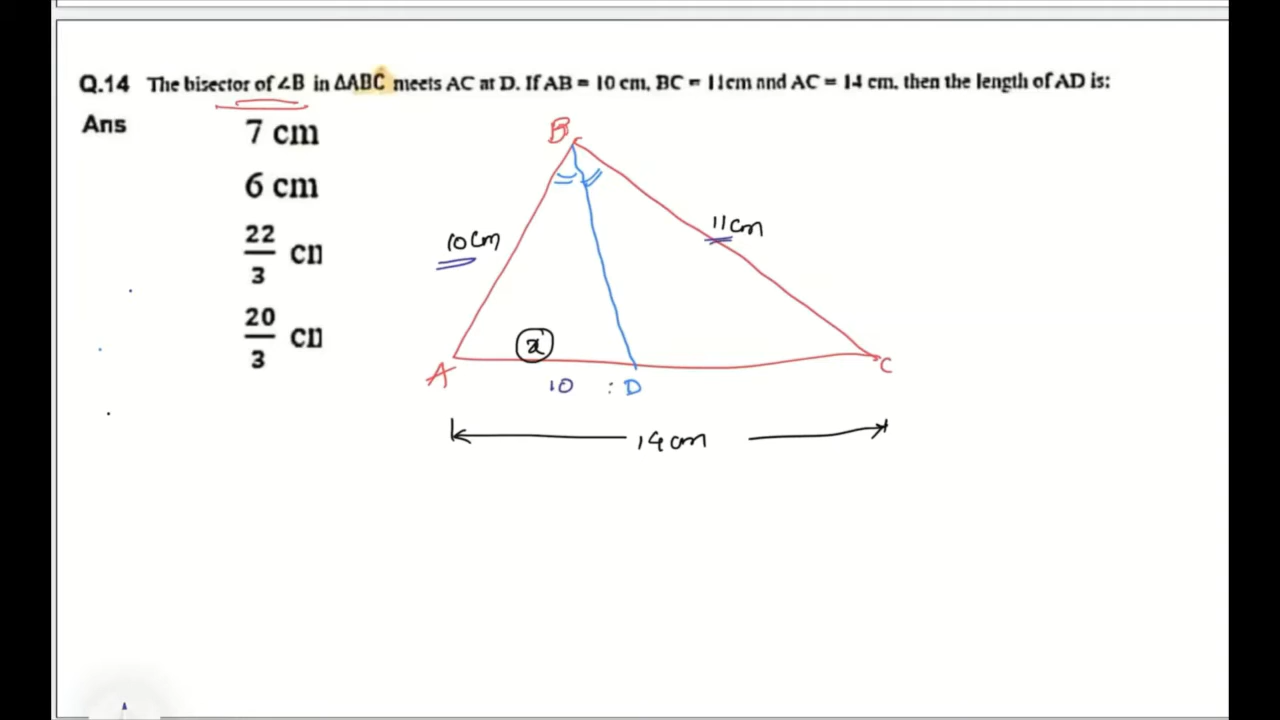 Q.14 The bisector of ∠B in ΔABC meets AC at D. If AB = 10 cm, BC = 11cm and AC = 14 cm, then the length of AD is:
Ans
7 cm
6 cm
22/3 cm
20/3 cm
B
10cm
11cm
x
A
10 : D
C
14cm